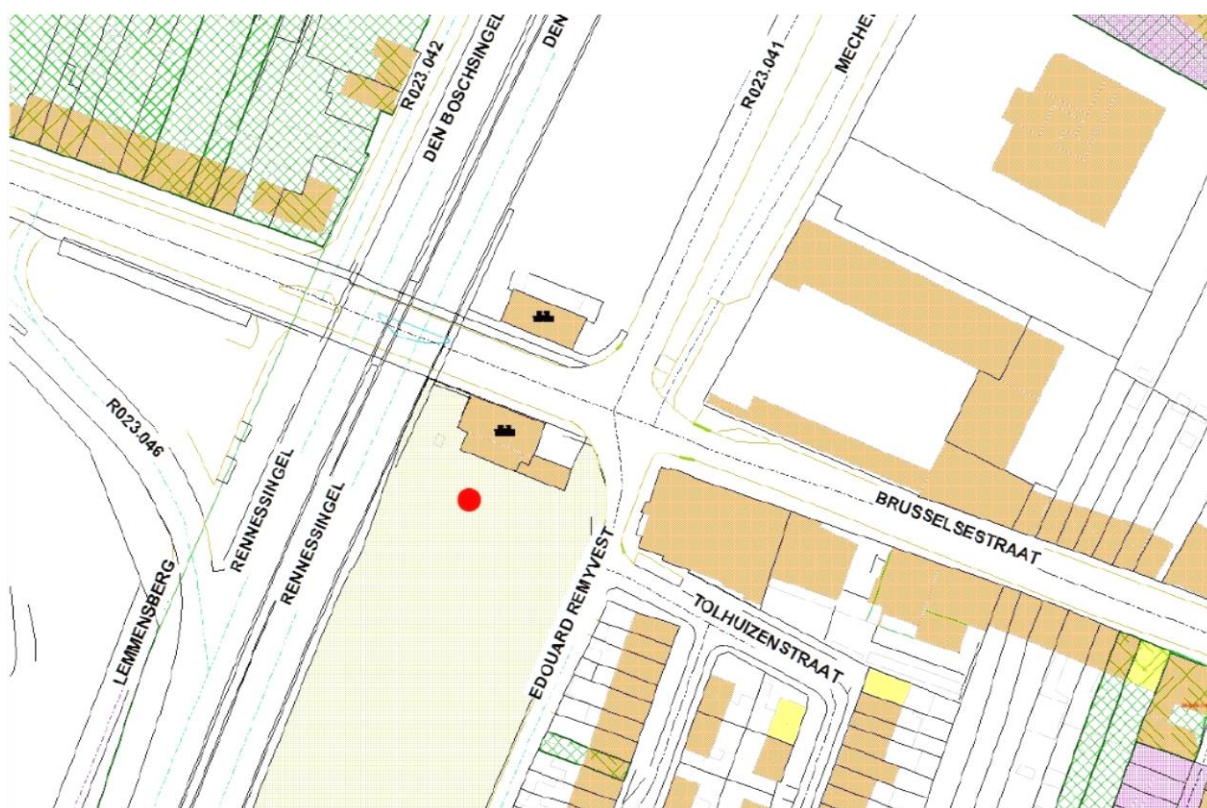 R023.042
DEN BOSCHSINGEL
DEN
R023.041
MECHE
R023.046
RENNESSINGEL
RENNESSINGEL
LEMMENSBERG
EDOUARD REMYVEST
BRUSSELSESTRAAT
TOLHUIZENSTRAAT